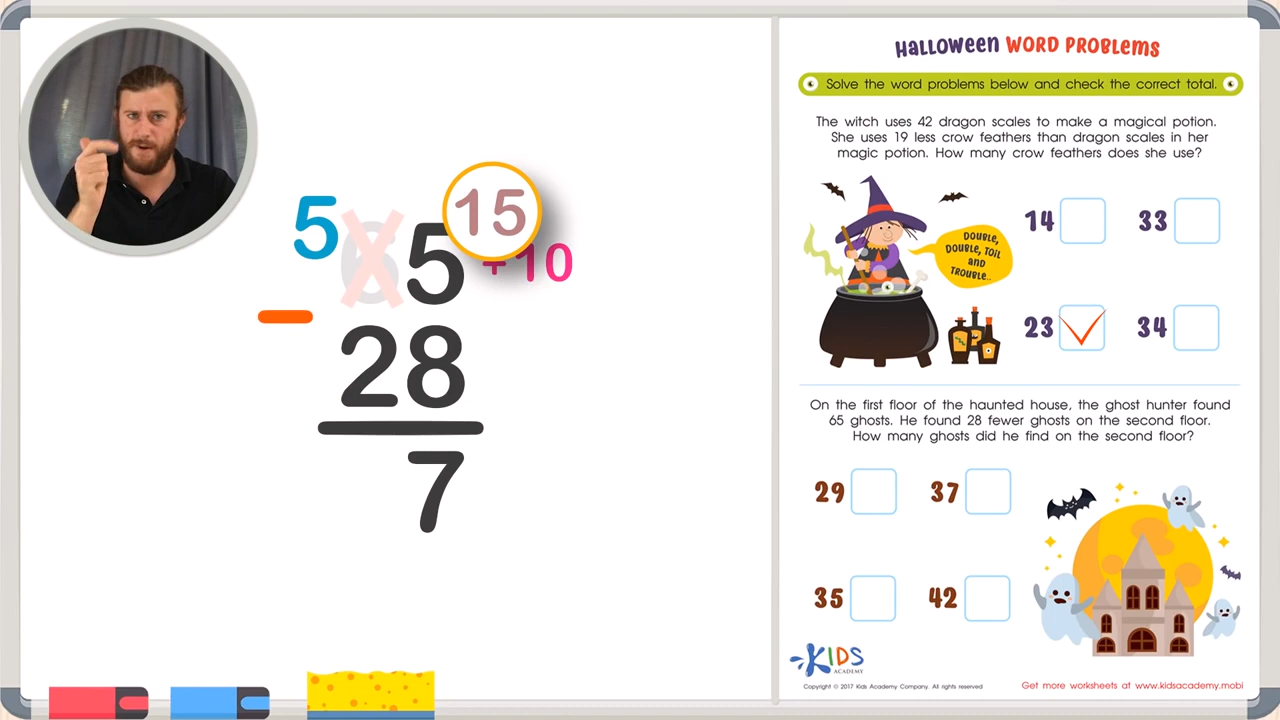 5 6 5 15
+10
28
7
Halloween Word Problems
Solve the word problems below and check the correct total.
The witch uses 42 dragon scales to make a magical potion.
She uses 19 less crow feathers than dragon scales in her
magic potion. How many crow feathers does she use?
Double,
Double, Toil
and
Trouble..
14 33
23 34
On the first floor of the haunted house, the ghost hunter found
65 ghosts. He found 28 fewer ghosts on the second floor.
How many ghosts did he find on the second floor?
29 37
35 42
KIDS
ACADEMY
Copyright © 2017 Kids Academy Company. All rights reserved
Get more worksheets at www.kidsacademy.mobi